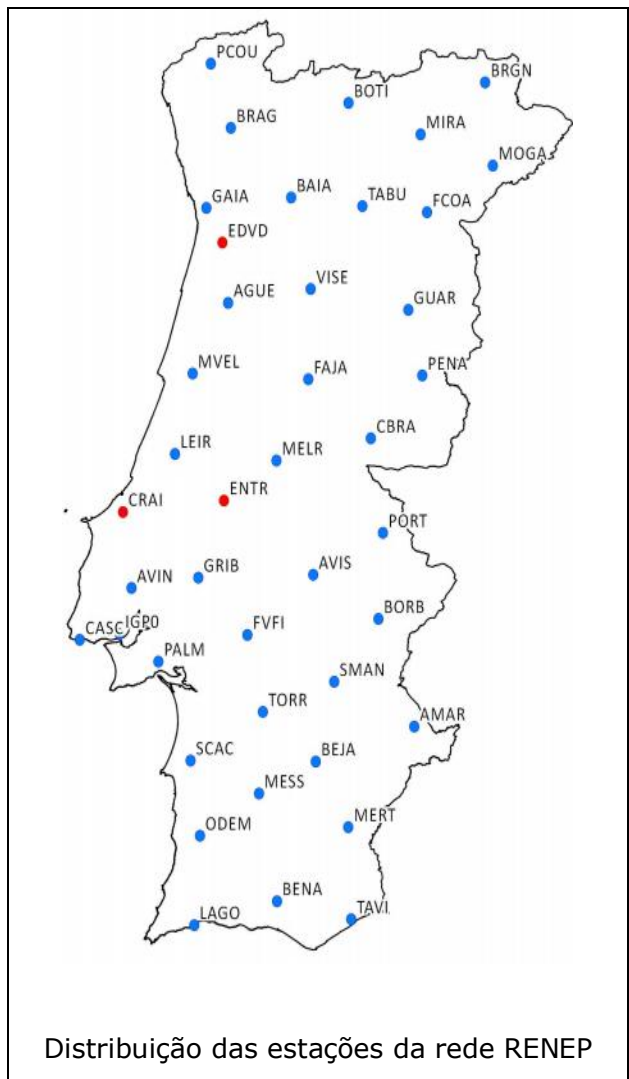 PCOU
BRGN
BOTI
BRAG
MIRA
MOGA
BAIA
GAIA
TABU
FCOA
EDVD
VISE
AGUE
GUAR
MVEL
FAJA
PENA
CBRA
LEIR
MELR
ENTR
CRAI
PORT
GRIB
AVIS
AVIN
BORB
CASC
IGP0
FVFI
PALM
SMAN
TORR
AMAR
SCAC
BEJA
MESS
MERT
ODEM
BENA
TAVI
LAGO
Distribuição das estações da rede RENEP